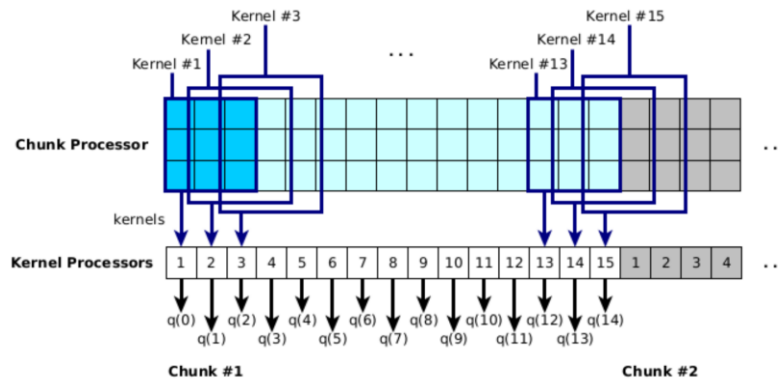 Kernel #3
Kernel #15
Kernel #2
...
Kernel #14
Kernel #1
Kernel #13
Chunk Processor
..
kernels
Kernel Processors 1 2 3 4 5 6 7 8 9 10 11 12 13 14 15 1 2 3 4 ..
q(0) q(2) q(4) q(6) q(8) q(10) q(12) q(14)
q(1) q(3) q(5) q(7) q(9) q(11) q(13)
Chunk #1 Chunk #2